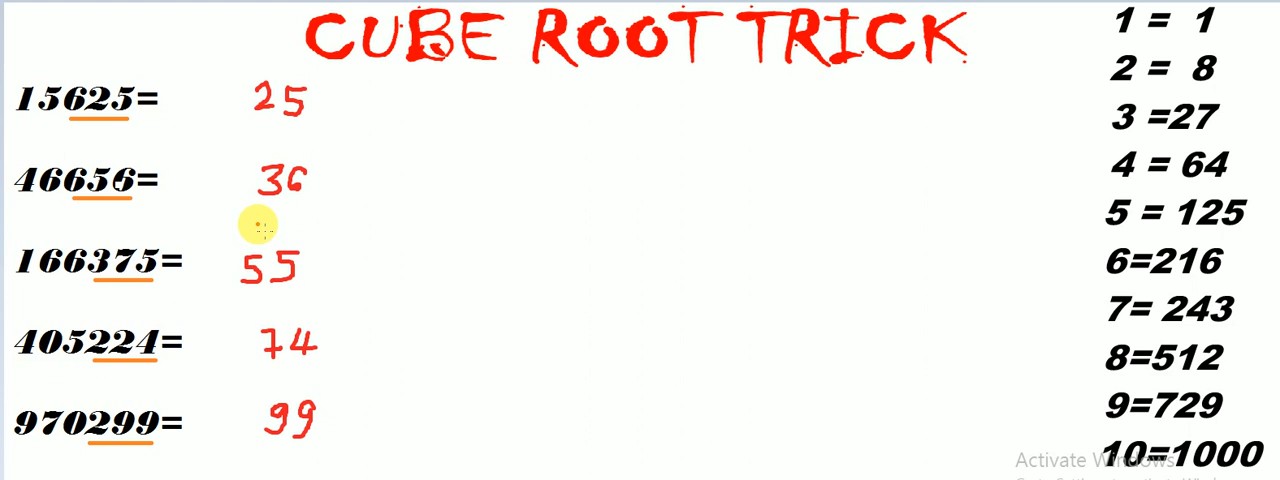 CUBE ROOT TRICK
15625= 25
46656= 36
166375= 55
405224= 74
970299= 99
1 = 1
2 = 8
3 =27
4 = 64
5 = 125
6=216
7= 243
8=512
9=729
10=1000
Activate Windows